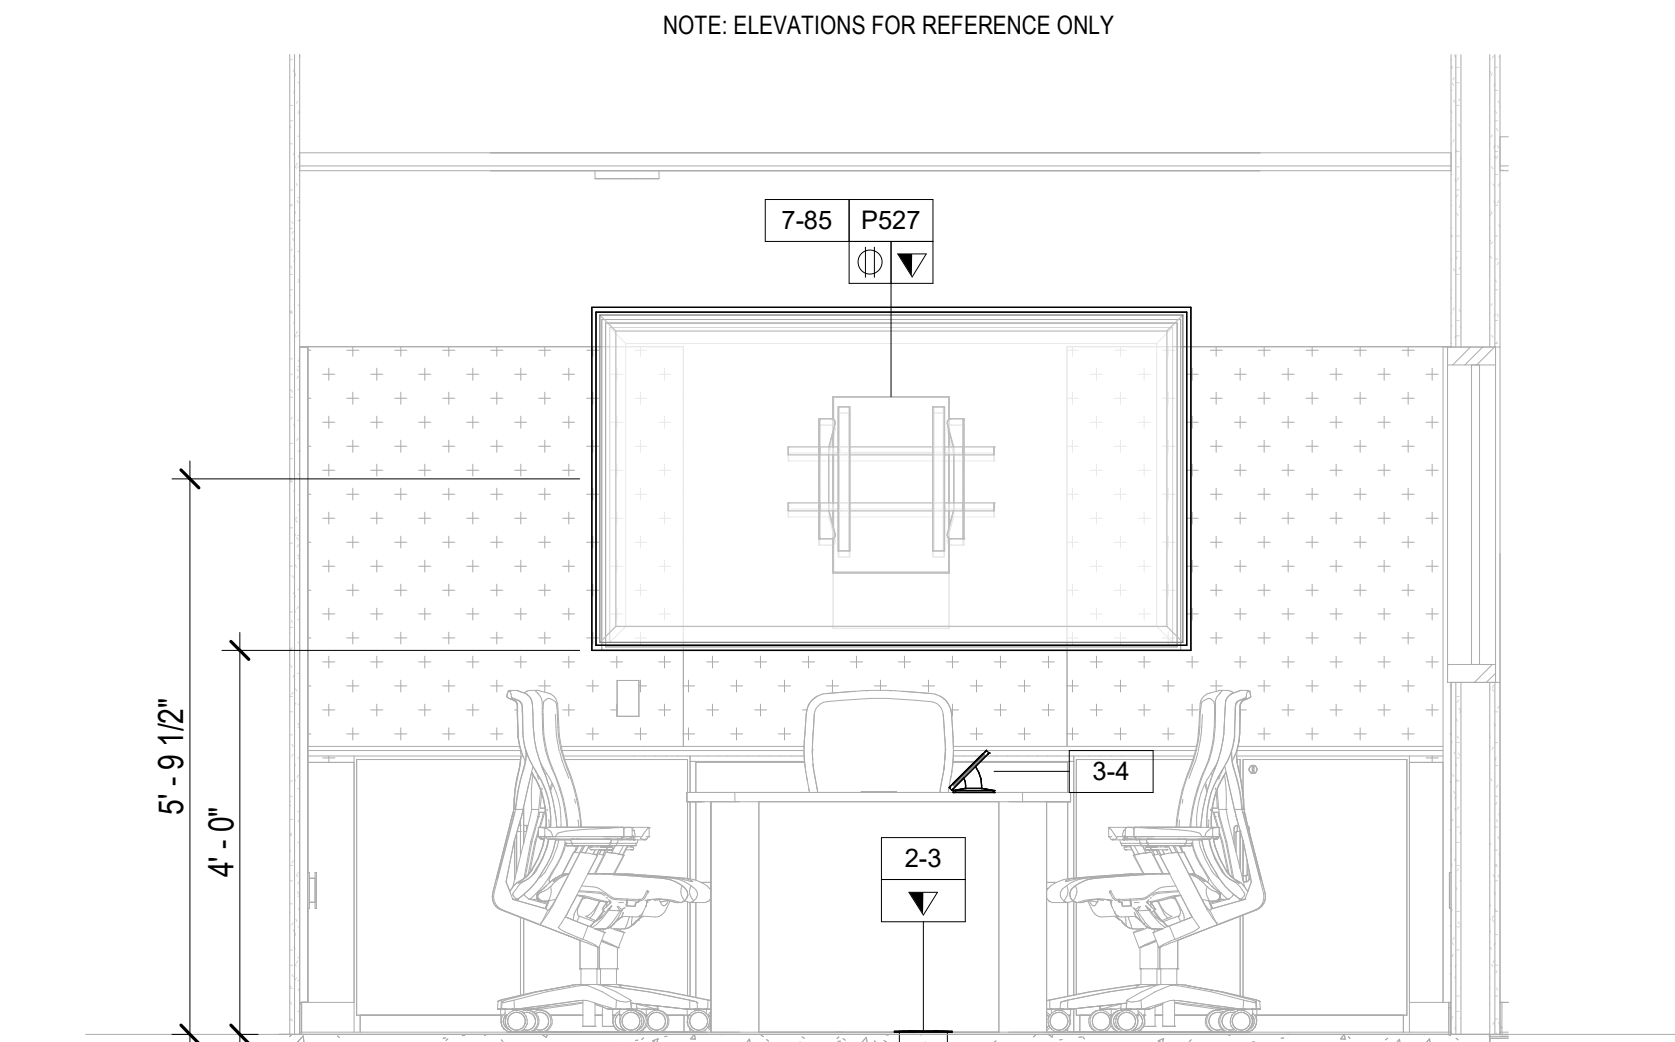 NOTE: ELEVATIONS FOR REFERENCE ONLY
7-85 P527
5' - 9 1/2"
4' - 0"
3-4
2-3